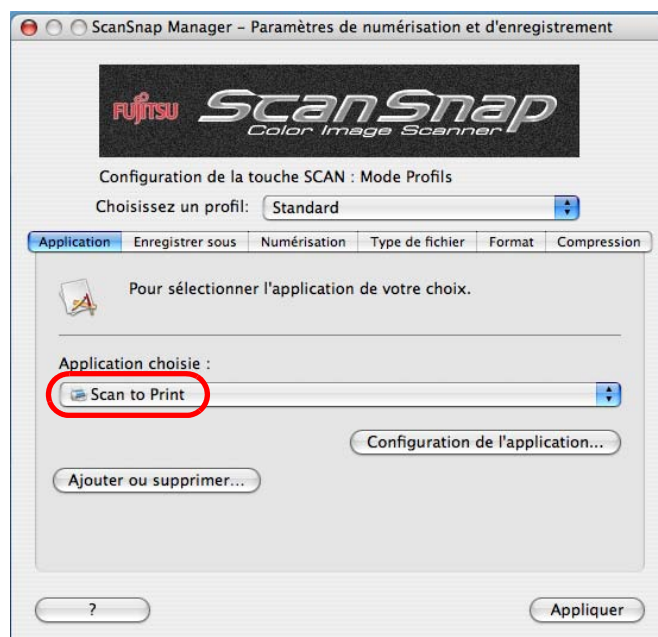 ScanSnap Manager – Paramètres de numérisation et d'enregistrement
FUJITSU ScanSnap
Color Image Scanner
Configuration de la touche SCAN : Mode Profils
Choisissez un profil: Standard
Application Enregistrer sous Numérisation Type de fichier Format Compression
Pour sélectionner l'application de votre choix.
Application choisie :
Scan to Print
Configuration de l'application...
Ajouter ou supprimer...
? Appliquer